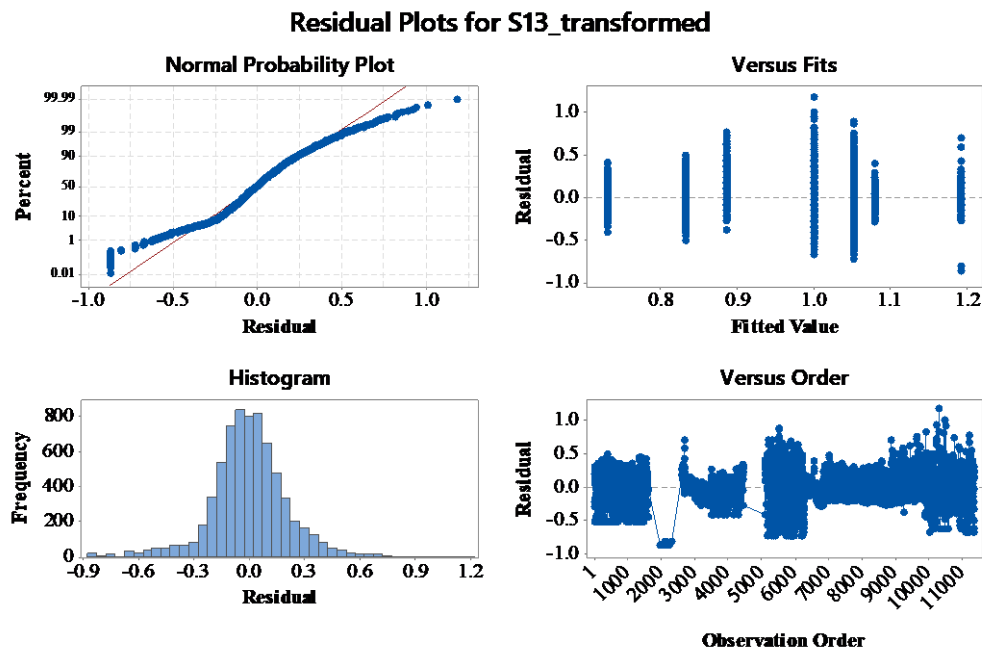 Residual Plots for S13_transformed
Normal Probability Plot
99.99
99
90
50
10
1
0.01
Percent
-1.0 -0.5 0.0 0.5 1.0
Residual
Versus Fits
1.0
0.5
0.0
-0.5
-1.0
Residual
0.8 0.9 1.0 1.1 1.2
Fitted Value
Histogram
800
600
400
200
0
Frequency
-0.9 -0.6 -0.3 0.0 0.3 0.6 0.9 1.2
Residual
Versus Order
1.0
0.5
0.0
-0.5
-1.0
Residual
1 1000 2000 3000 4000 5000 6000 7000 8000 9000 10000 11000
Observation Order